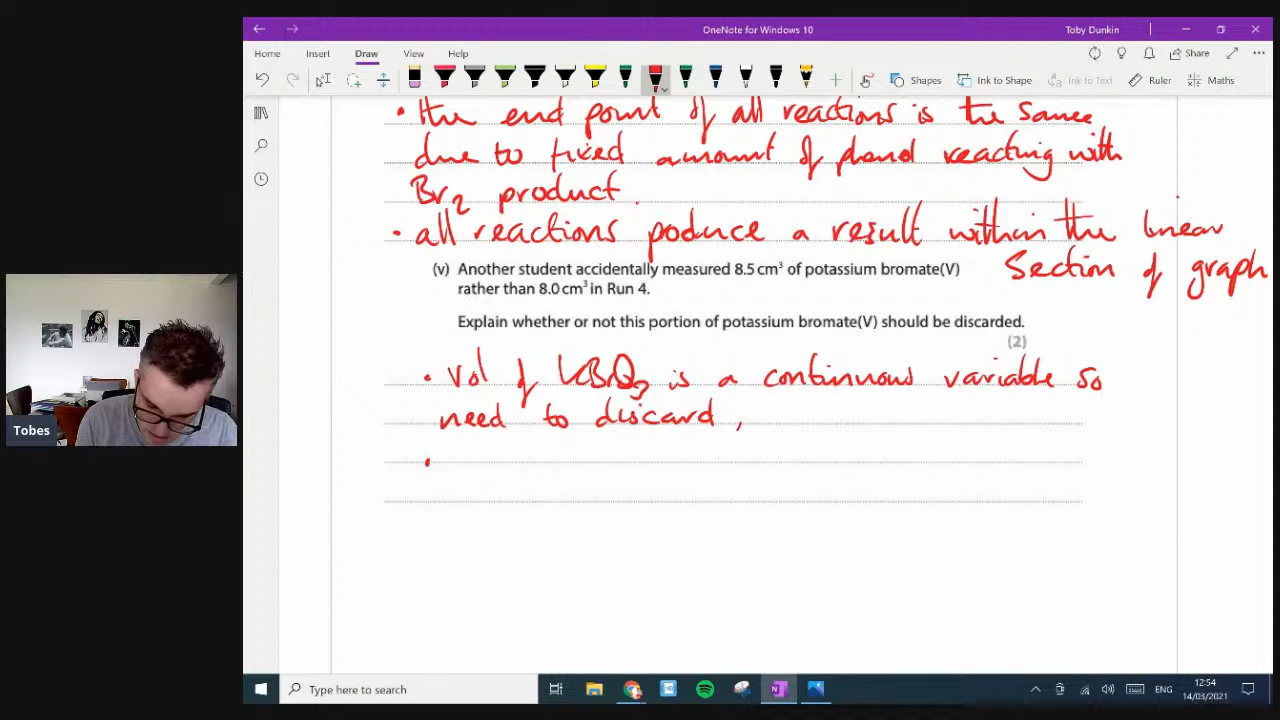 OneNote for Windows 10
Toby Dunkin
Home Insert Draw View Help
Share
Shapes Ink to Shape Ink to Text Ruler Maths
• the end point of all reactions is the same
due to fixed amount of phenol reacting with
Br2 product.
• all reactions poduce a result within the linear
section of graph
(v) Another student accidentally measured 8.5 cm³ of potassium bromate(V)
rather than 8.0 cm³ in Run 4.
Explain whether or not this portion of potassium bromate(V) should be discarded.
(2)
• Vol of KBrO3 is a continuous variable so
need to discard,
•
Tobes
Type here to search
ENG
12:54
14/03/2021